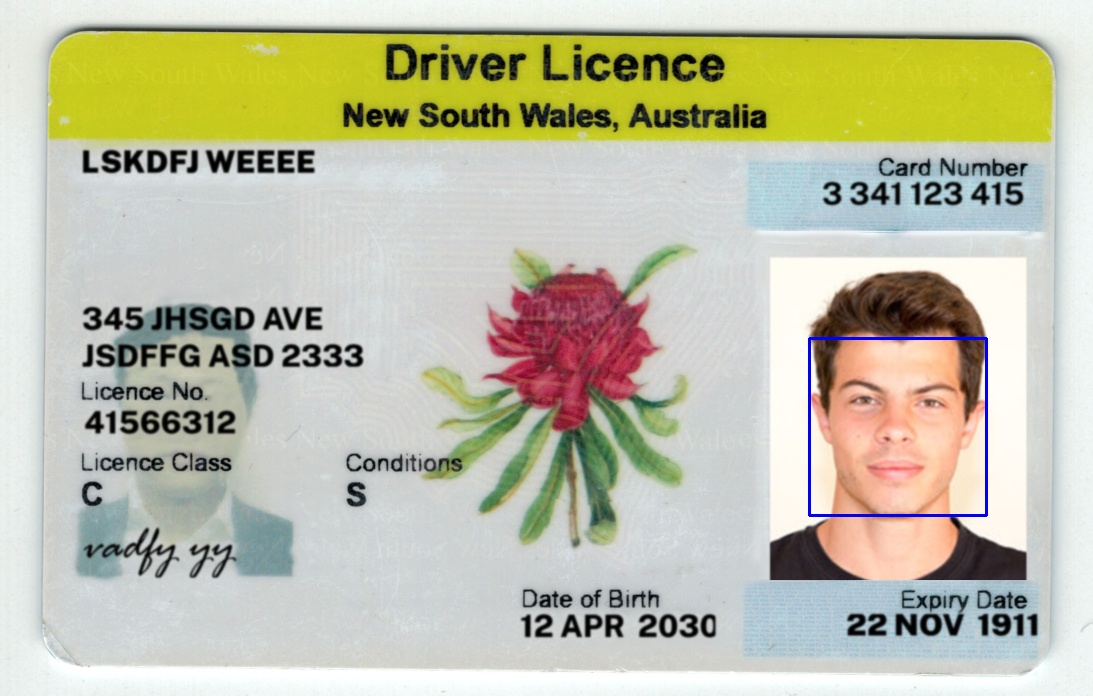 Driver Licence
New South Wales, Australia
LSKDFJ WEEEE
Card Number
3 341 123 415
345 JHSGD AVE
JSDFFG ASD 2333
Licence No.
41566312
Licence Class
C
Conditions
S
vadfy yy
Date of Birth
12 APR 2030
Expiry Date
22 NOV 1911